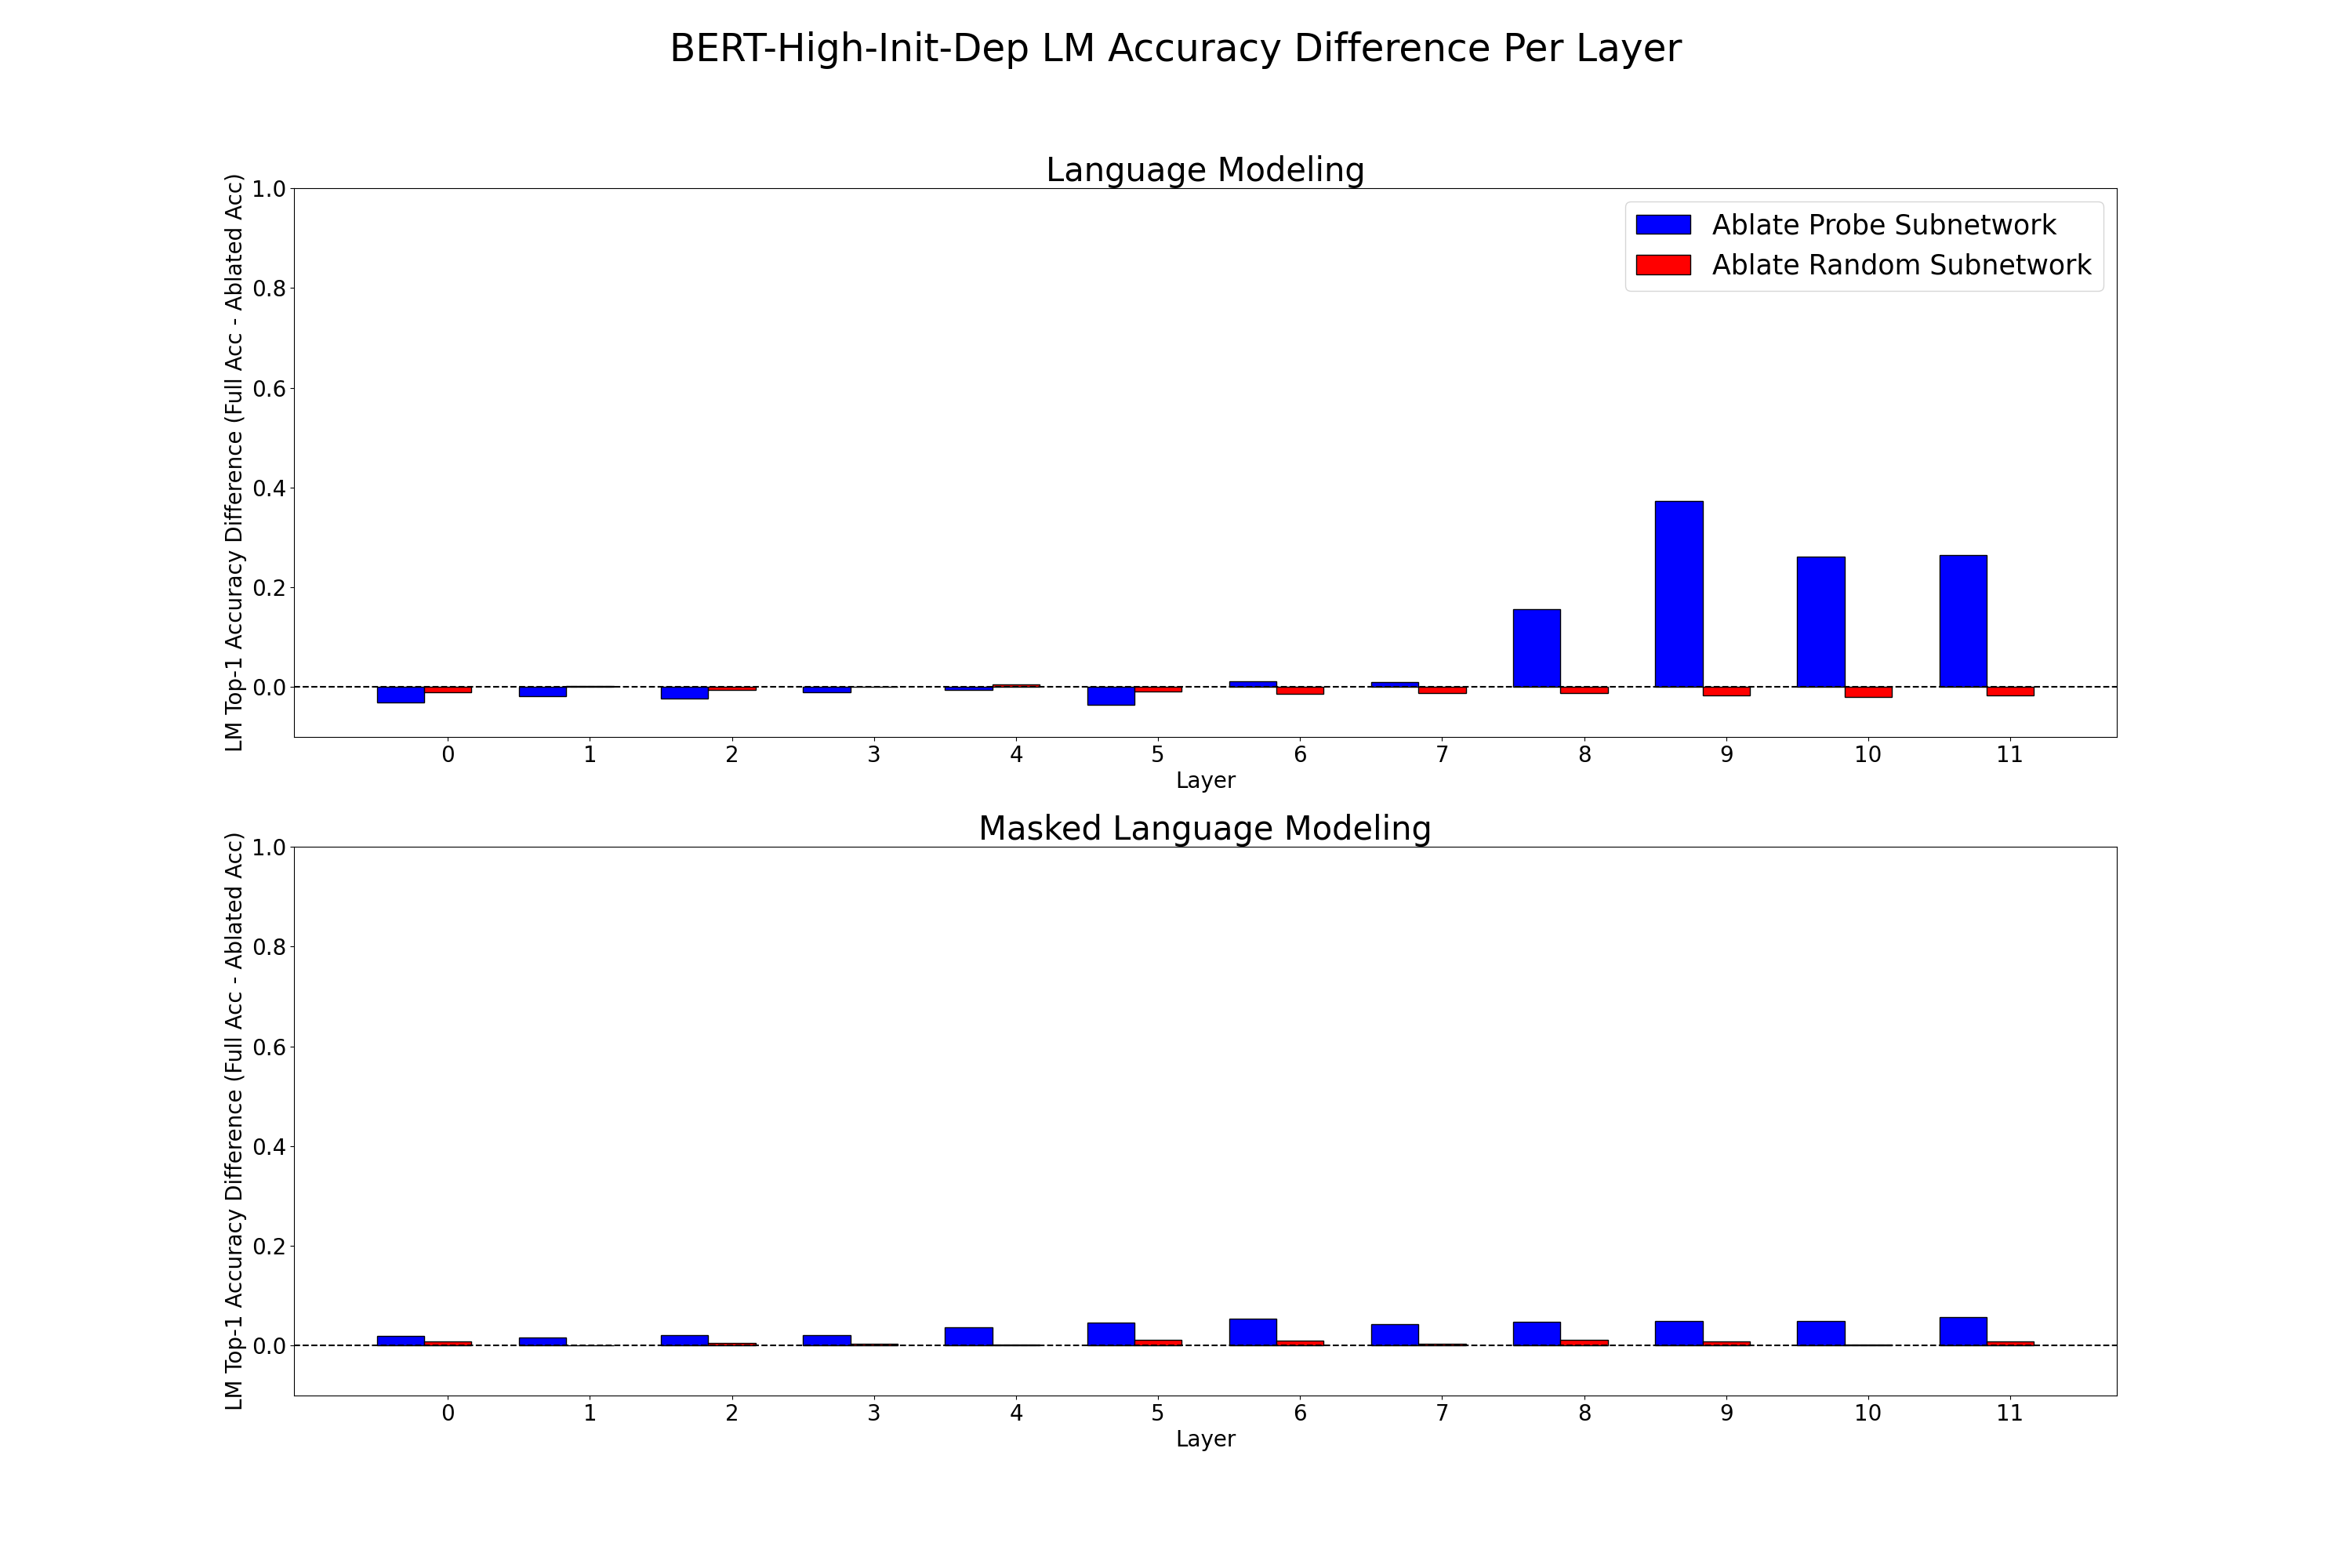 BERT-High-Init-Dep LM Accuracy Difference Per Layer
Language Modeling
LM Top-1 Accuracy Difference (Full Acc - Ablated Acc)
1.0
0.8
0.6
0.4
0.2
0.0
Ablate Probe Subnetwork
Ablate Random Subnetwork
0 1 2 3 4 5 6 7 8 9 10 11
Layer
Masked Language Modeling
LM Top-1 Accuracy Difference (Full Acc - Ablated Acc)
1.0
0.8
0.6
0.4
0.2
0.0
0 1 2 3 4 5 6 7 8 9 10 11
Layer